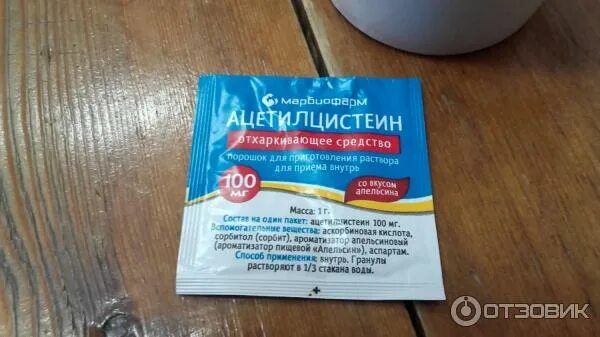 марбиофарм
АЦЕТИЛЦИСТЕИН
отхаркивающее средство
порошок для приготовления раствора
для приема внутрь
100
мг
со вкусом
апельсина
Масса: 1 г.
Состав на один пакет: ацетилцистеин 100 мг.
Вспомогательные вещества: аскорбиновая кислота,
сорбитол (сорбит), ароматизатор апельсиновый
(ароматизатор пищевой «Апельсин»), аспартам.
Способ применения: внутрь. Гранулы
растворяют в 1/3 стакана воды.
ОТЗОВИК